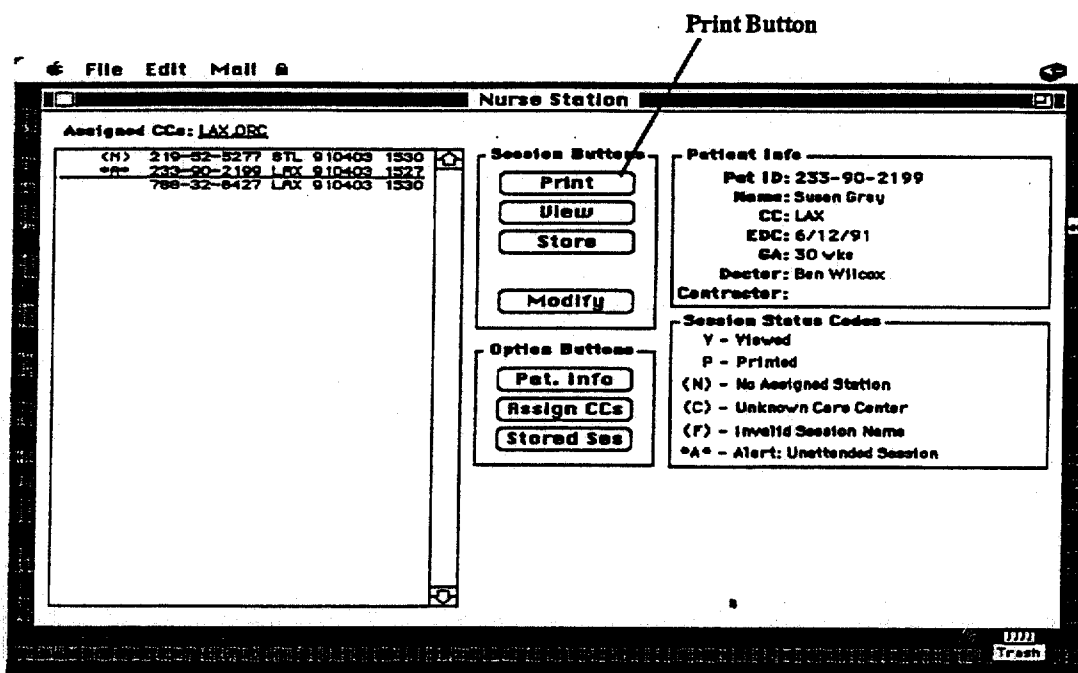 Print Button
File Edit Mail
Nurse Station
Assigned CCs: LAX,ORC
(N) 219-52-5277 STL 910403 1530
*A* 233-90-2199 LAX 910403 1527
788-32-8427 LAX 910403 1530
Session Buttons
Print
View
Store
Modify
Option Buttons
Pat. Info
Assign CCs
Stored Ses
Patient Info
Pat ID: 233-90-2199
Name: Susan Gray
CC: LAX
EDC: 6/12/91
GA: 30 wks
Doctor: Ben Wilcox
Contractor:
Session Status Codes
V - Viewed
P - Printed
(N) - No Assigned Station
(C) - Unknown Care Center
(F) - Invalid Session Name
*A* - Alert: Unattended Session
Trash